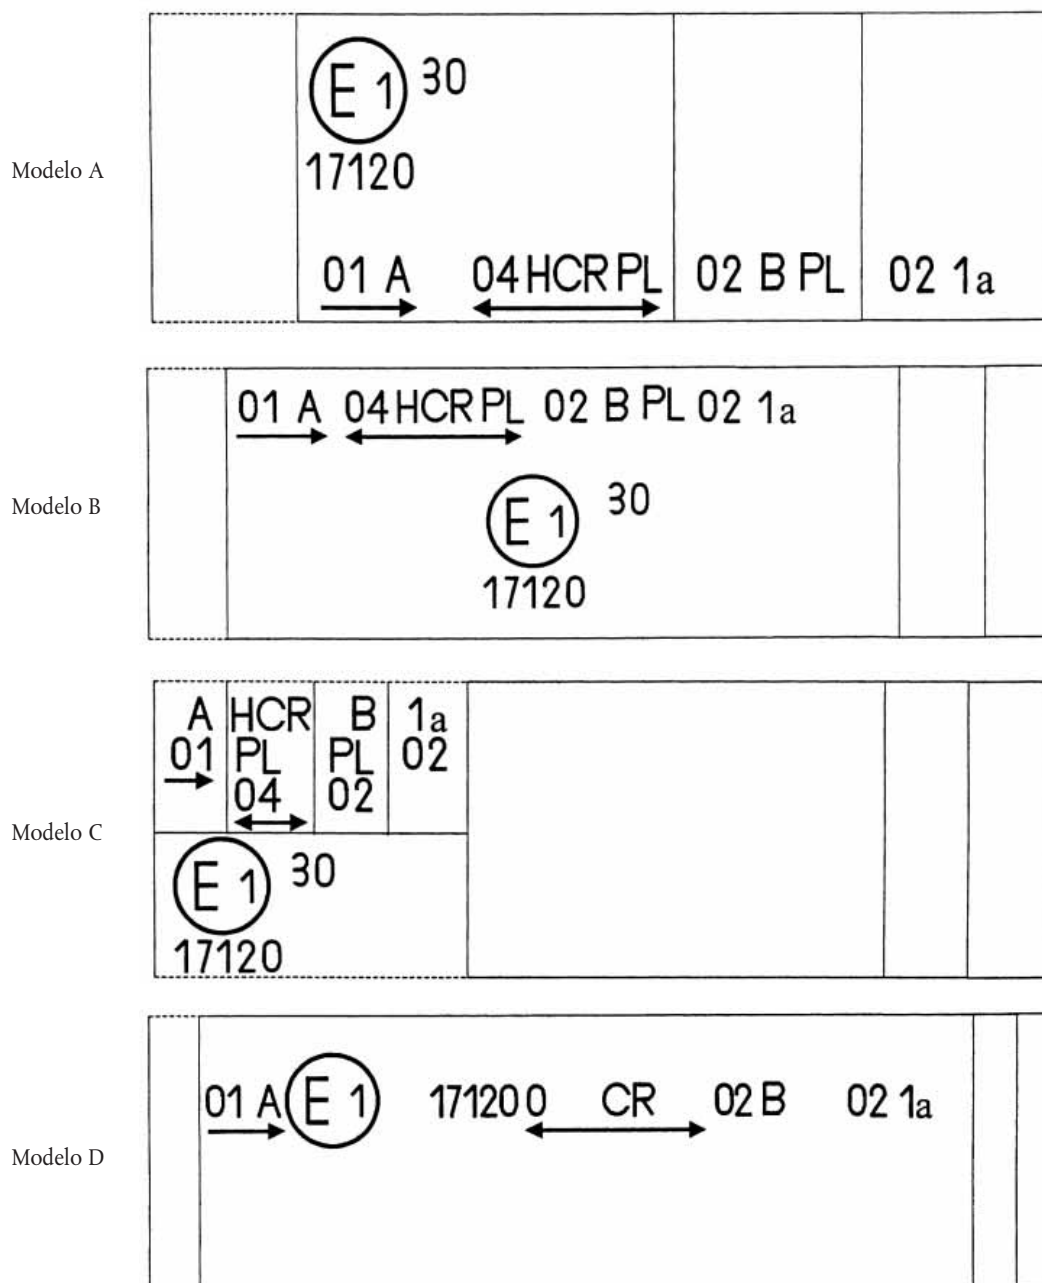 Modelo A
E 1 30
17120
01 A 04 HCR PL 02 B PL 02 1a
Modelo B
01 A 04 HCR PL 02 B PL 02 1a
E 1 30
17120
Modelo C
A HCR B 1a
01 PL PL 02
04 02
E 1 30
17120
Modelo D
01 A E 1 17120 0 CR 02 B 02 1a